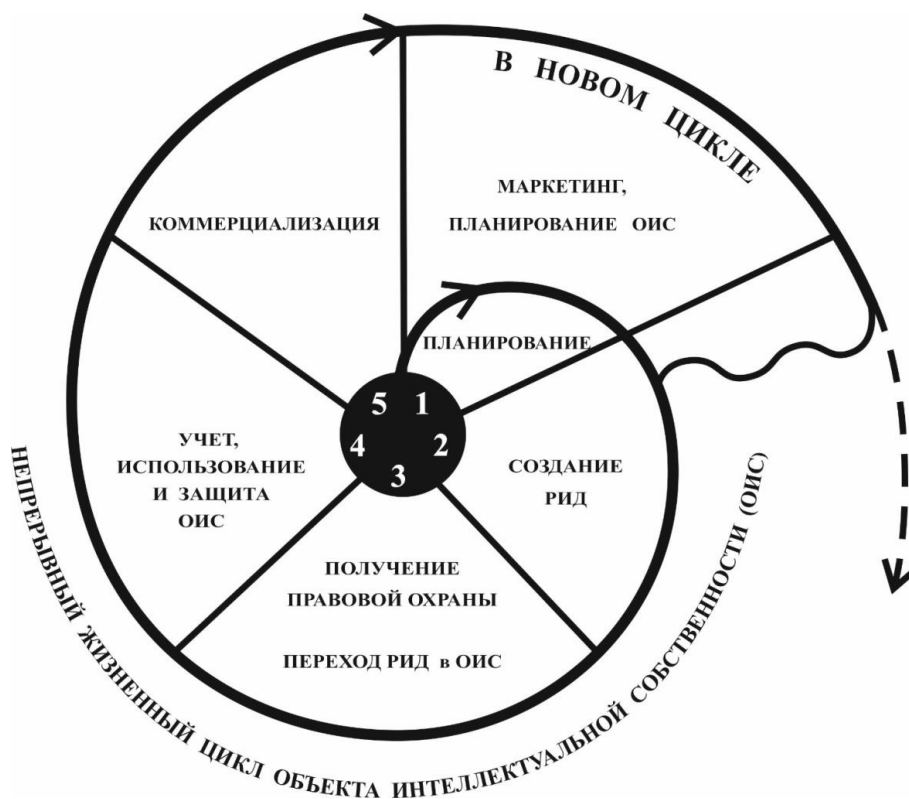 В НОВОМ ЦИКЛЕ
МАРКЕТИНГ,
ПЛАНИРОВАНИЕ ОИС
КОММЕРЦИАЛИЗАЦИЯ
ПЛАНИРОВАНИЕ
5 1
4 2
3
УЧЕТ,
ИСПОЛЬЗОВАНИЕ
И ЗАЩИТА
ОИС
СОЗДАНИЕ
РИД
ПОЛУЧЕНИЕ
ПРАВОВОЙ ОХРАНЫ
ПЕРЕХОД РИД в ОИС
НЕПРЕРЫВНЫЙ ЖИЗНЕННЫЙ ЦИКЛ ОБЪЕКТА ИНТЕЛЛЕКТУАЛЬНОЙ СОБСТВЕННОСТИ (ОИС)